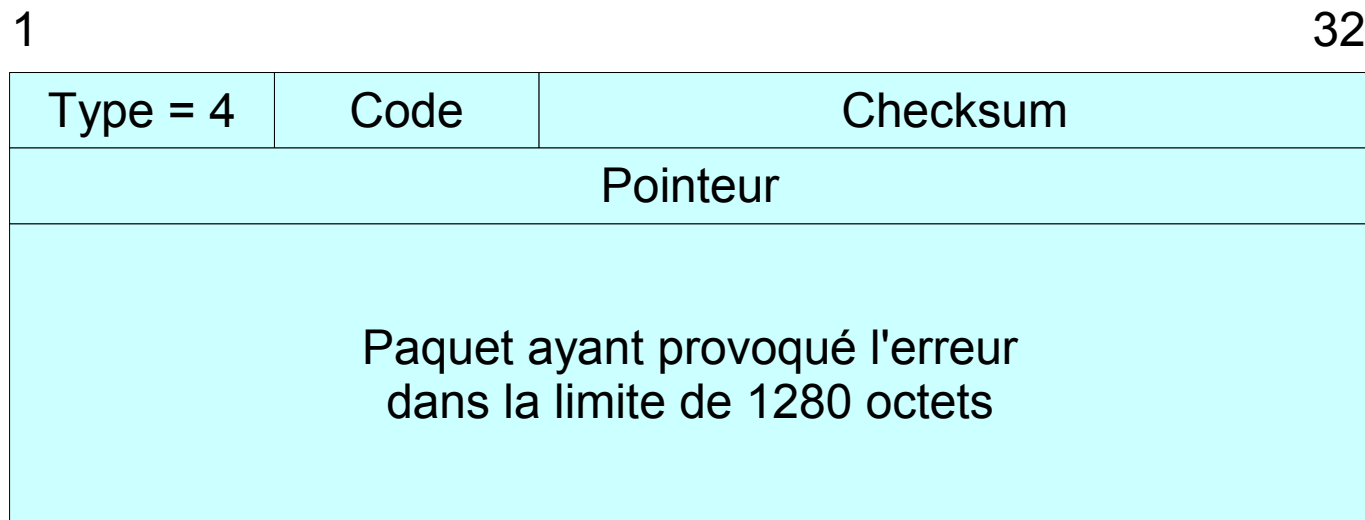 1 32
Type = 4 Code Checksum
Pointeur
Paquet ayant provoqué l'erreur
dans la limite de 1280 octets